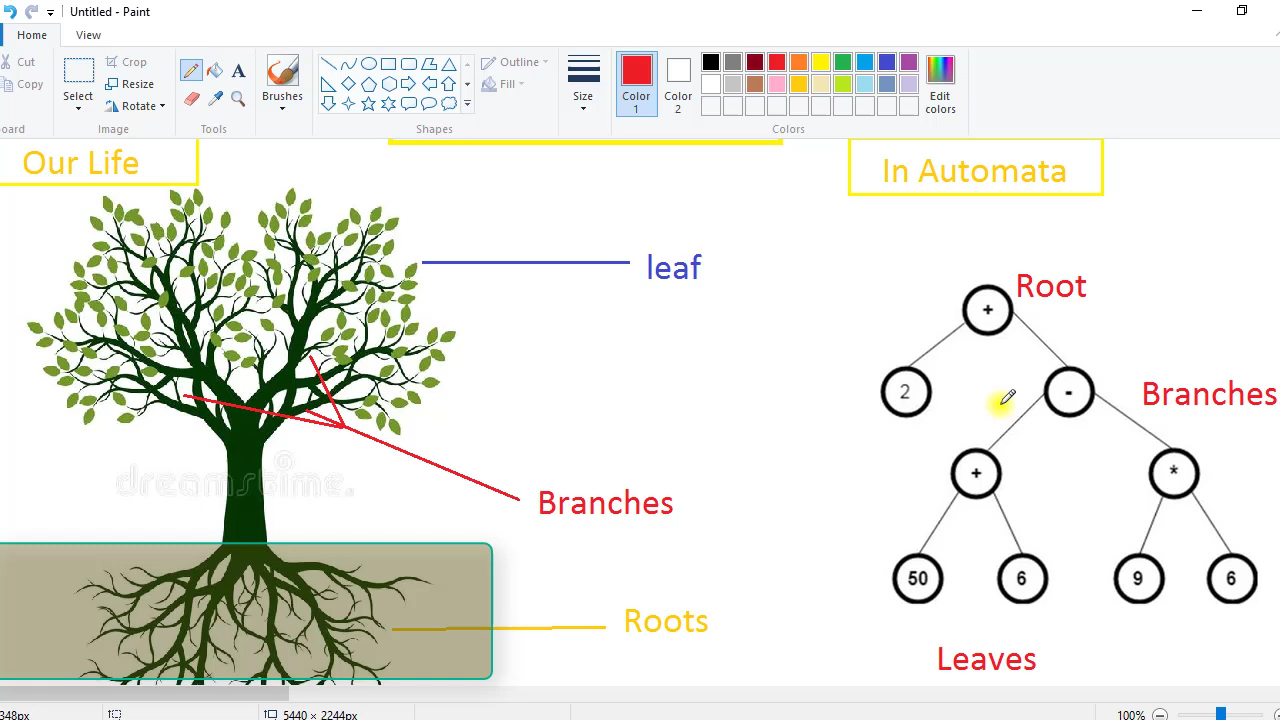 Untitled - Paint
Home View
Cut
Copy
oard
Select
Crop
Resize
Rotate
Image
Tools
Brushes
Shapes
Outline
Fill
Size
Color 1
Color 2
Colors
Edit colors
Our Life
In Automata
leaf
Branches
Roots
dreamstime.
Root
+
2
-
Branches
+
*
50
6
9
6
Leaves
348px
5440 × 2244px
100%